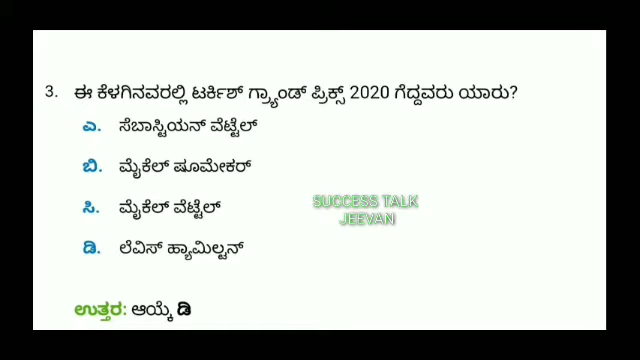 3. ಈ ಕೆಳಗಿನವರಲ್ಲಿ ಟರ್ಕಿಶ್ ಗ್ರ್ಯಾಂಡ್ ಪ್ರಿಕ್ಸ್ 2020 ಗೆದ್ದವರು ಯಾರು?
ಎ. ಸೆಬಾಸ್ಟಿಯನ್ ವೆಟ್ಟೆಲ್
ಬಿ. ಮೈಕೆಲ್ ಷೂಮೇಕರ್
ಸಿ. ಮೈಕೆಲ್ ವೆಟ್ಟೆಲ್
SUCCESS TALK
JEEVAN
ಡಿ. ಲೆವಿಸ್ ಹ್ಯಾಮಿಲ್ಟನ್
ಉತ್ತರ: ಆಯ್ಕೆ ಡಿ